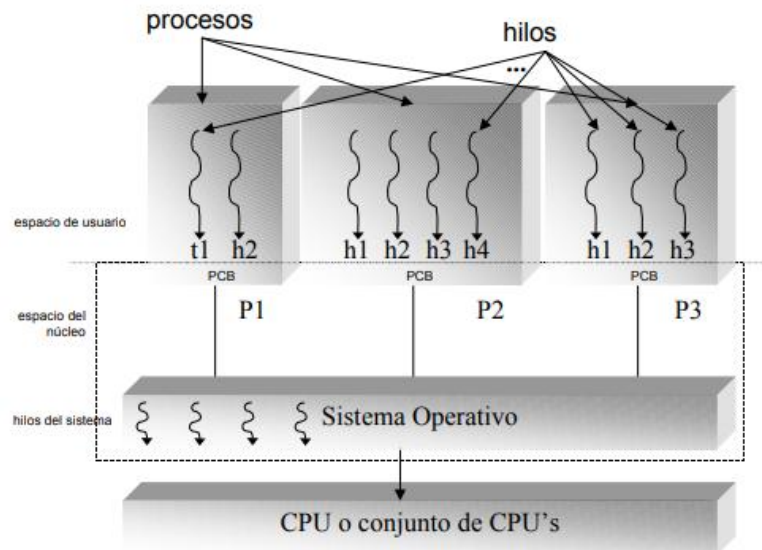 procesos
hilos
...
espacio de usuario
t1 h2
h1 h2 h3 h4
h1 h2 h3
PCB
PCB
PCB
espacio del
núcleo
P1
P2
P3
hilos del sistema
Sistema Operativo
CPU o conjunto de CPU's